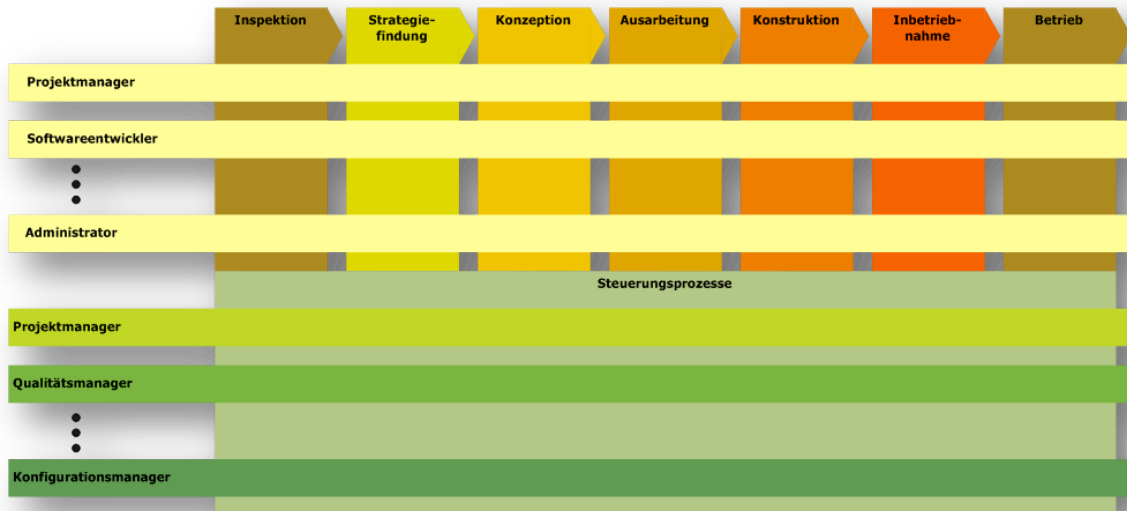 Inspektion
Strategie-
findung
Konzeption
Ausarbeitung
Konstruktion
Inbetrieb-
nahme
Betrieb
Projektmanager
Softwareentwickler
Administrator
Steuerungsprozesse
Projektmanager
Qualitätsmanager
Konfigurationsmanager